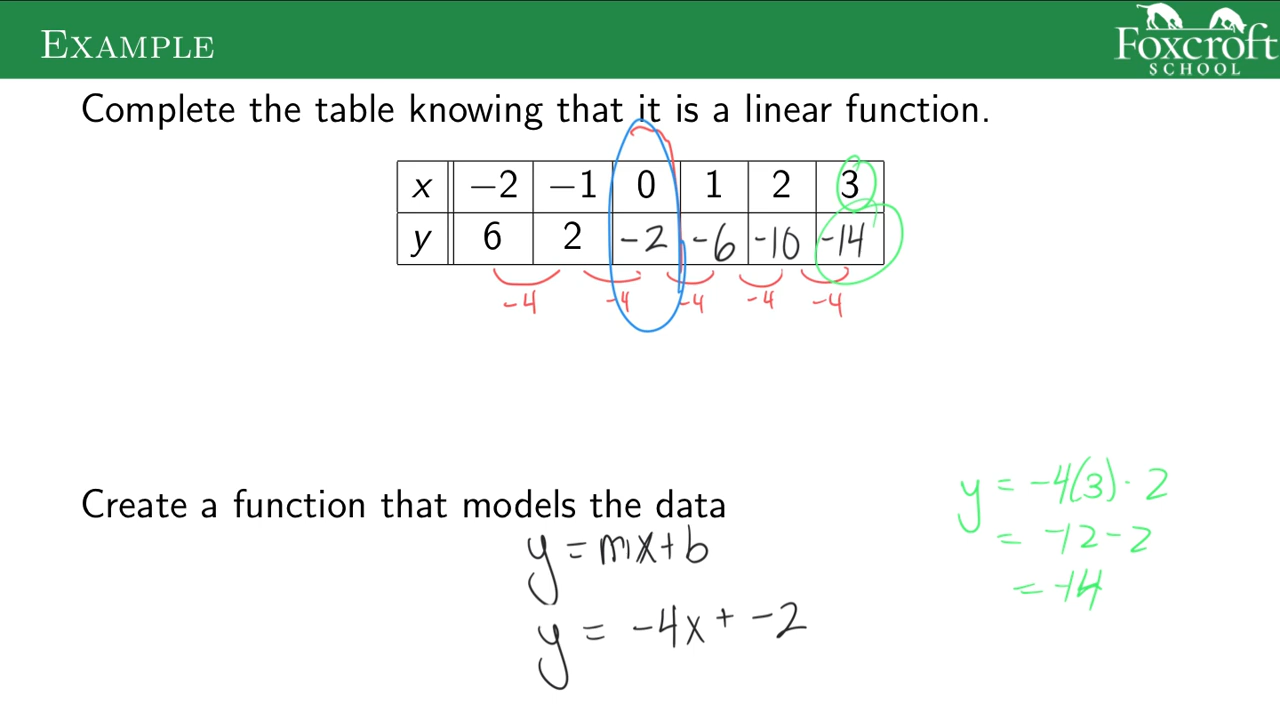 EXAMPLE
Foxcroft
SCHOOL
Complete the table knowing that it is a linear function.
x −2 −1 0 1 2 3
y 6 2 -2 -6 -10 -14
-4 -4 -4 -4 -4
Create a function that models the data
y = mx+b
y = -4x + -2
y = -4(3) - 2
= -12-2
= -14